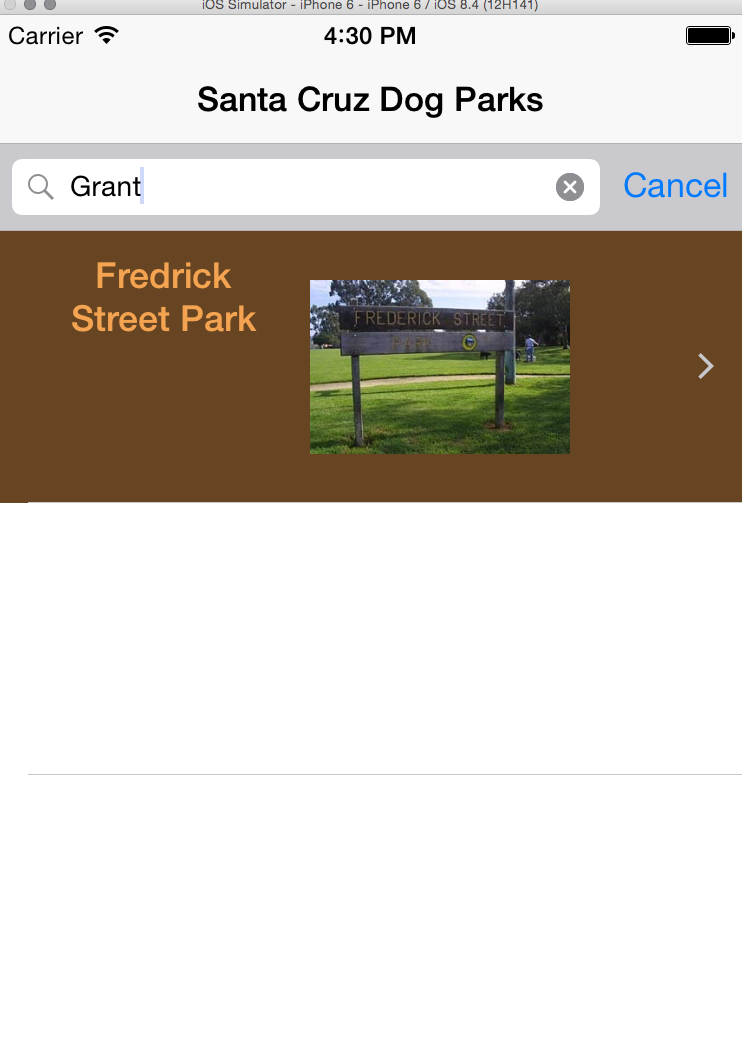 iOS Simulator - iPhone 6 - iPhone 6 / iOS 8.4 (12H141)
Carrier 4:30 PM
Santa Cruz Dog Parks
Grant Cancel
Fredrick
Street Park
FREDERICK STREET
PARK